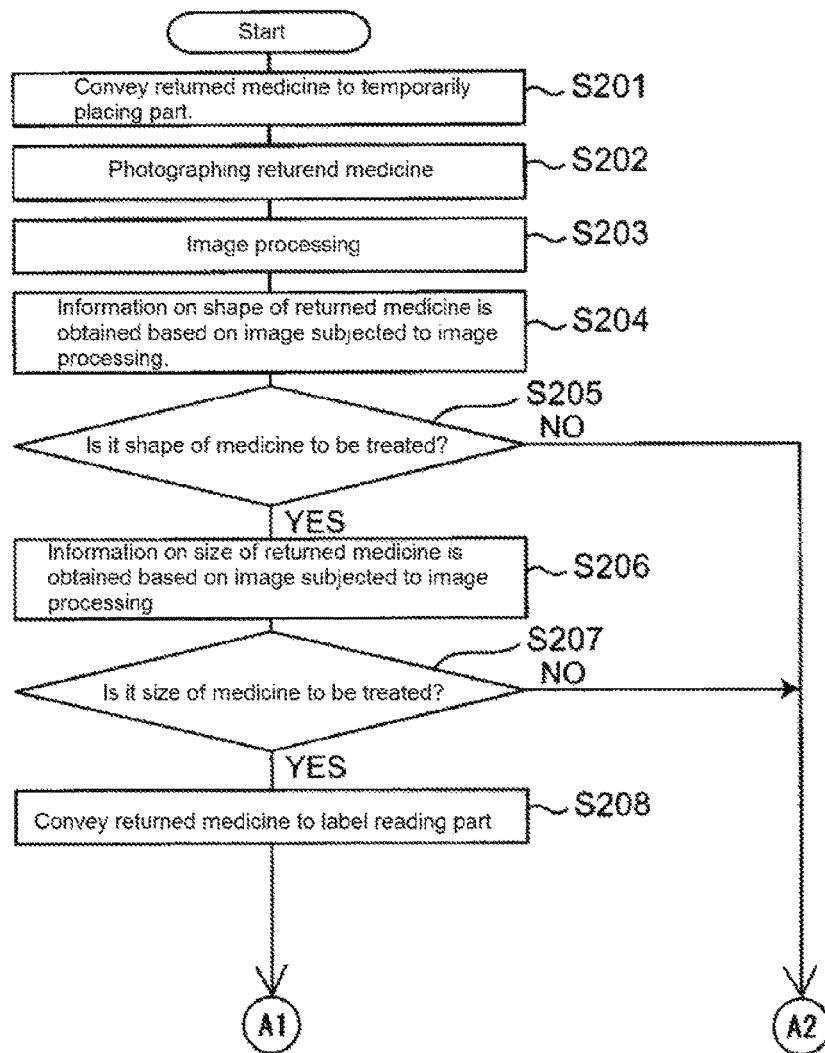 Start
Convey returned medicine to temporarily
placing part.
S201
Photographing returend medicine
S202
Image processing
S203
Information on shape of returned medicine is
obtained based on image subjected to image
processing.
S204
S205
Is it shape of medicine to be treated?
NO
YES
Information on size of returned medicine is
obtained based on image subjected to image
processing
S206
S207
Is it size of medicine to be treated?
NO
YES
Convey returned medicine to label reading part
S208
A1
A2